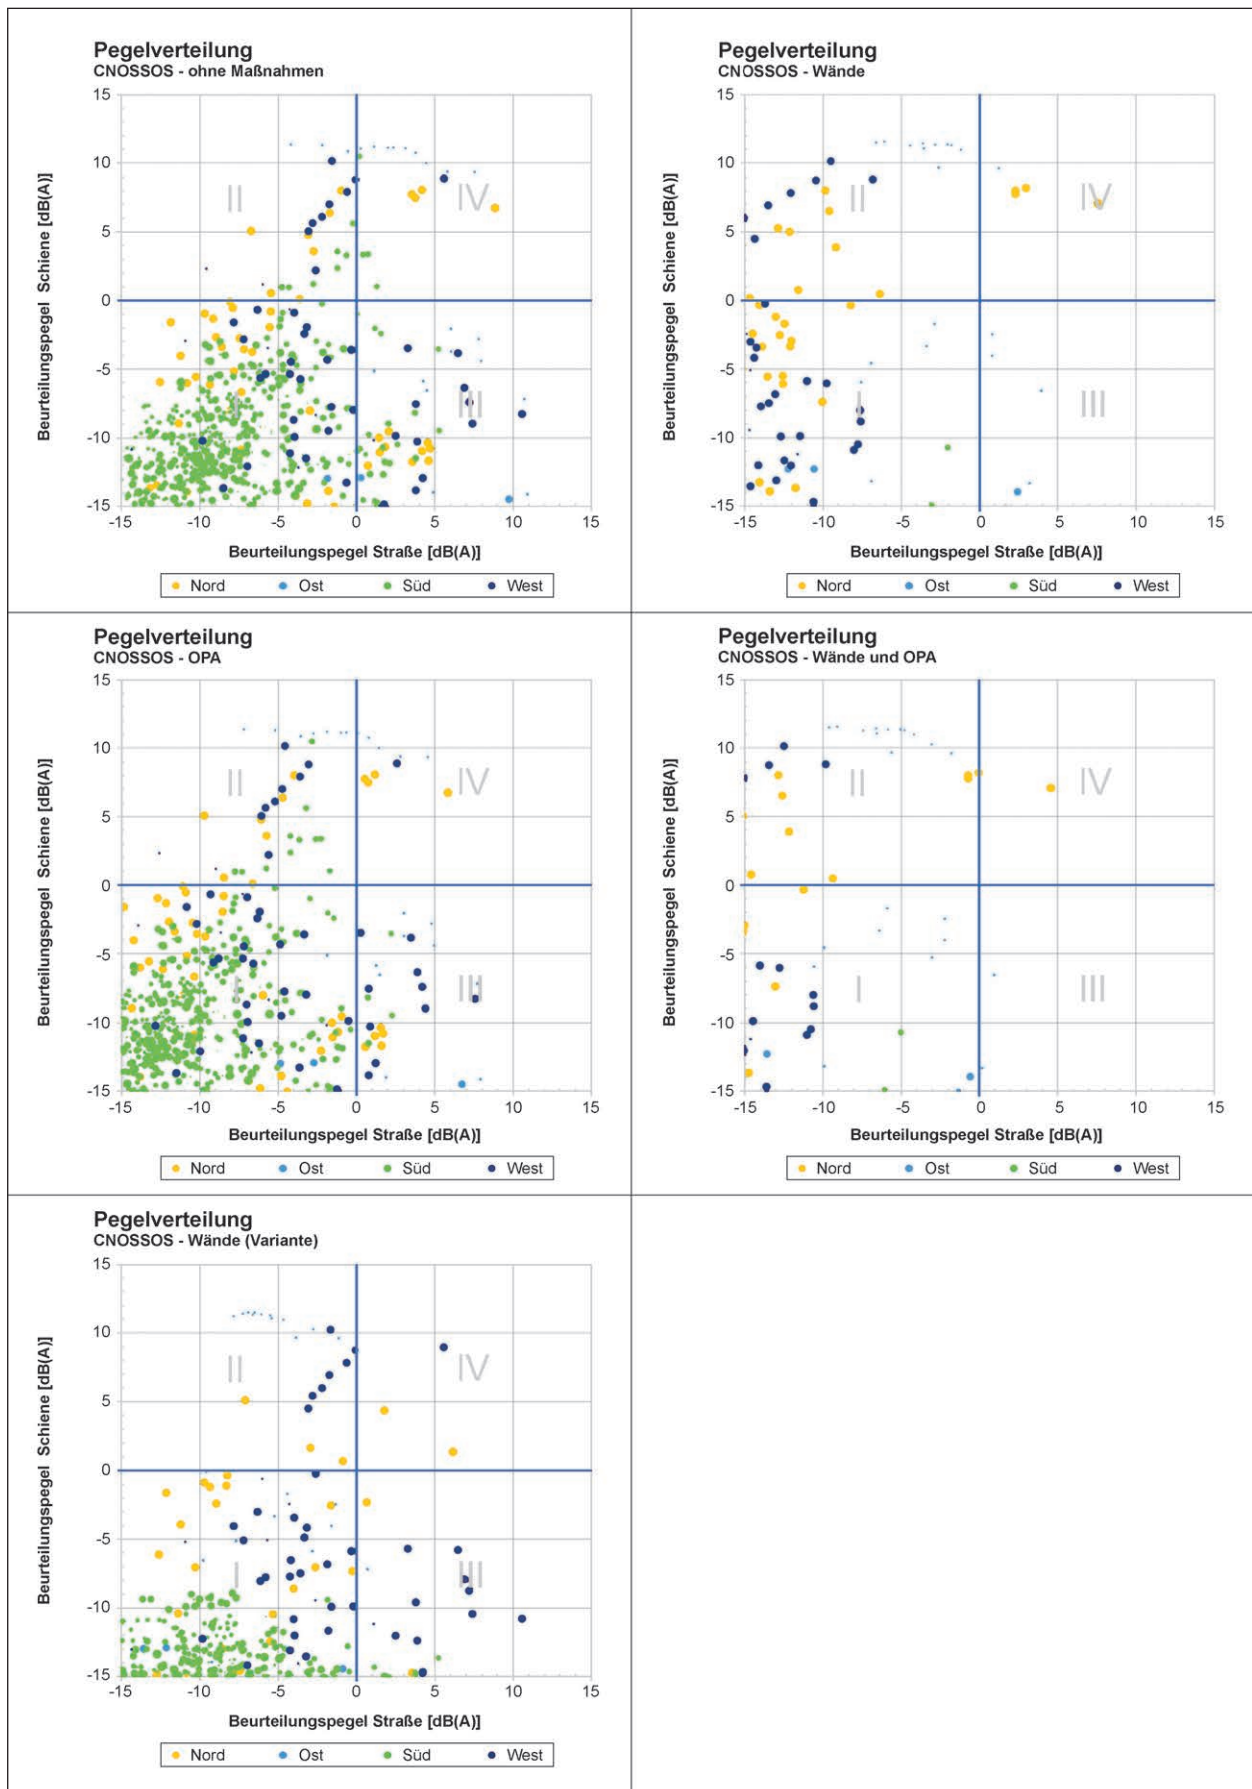 Pegelverteilung
CNOSSOS - ohne Maßnahmen
15
10
5
0
-5
-10
-15
Beurteilungspegel Schiene [dB(A)]
II
IV
I
III
-15 -10 -5 0 5 10 15
Beurteilungspegel Straße [dB(A)]
Nord Ost Süd West
Pegelverteilung
CNOSSOS - Wände
15
10
5
0
-5
-10
-15
Beurteilungspegel Schiene [dB(A)]
II
IV
I
III
-15 -10 -5 0 5 10 15
Beurteilungspegel Straße [dB(A)]
Nord Ost Süd West
Pegelverteilung
CNOSSOS - OPA
15
10
5
0
-5
-10
-15
Beurteilungspegel Schiene [dB(A)]
II
IV
I
III
-15 -10 -5 0 5 10 15
Beurteilungspegel Straße [dB(A)]
Nord Ost Süd West
Pegelverteilung
CNOSSOS - Wände und OPA
15
10
5
0
-5
-10
-15
Beurteilungspegel Schiene [dB(A)]
II
IV
I
III
-15 -10 -5 0 5 10 15
Beurteilungspegel Straße [dB(A)]
Nord Ost Süd West
Pegelverteilung
CNOSSOS - Wände (Variante)
15
10
5
0
-5
-10
-15
Beurteilungspegel Schiene [dB(A)]
II
IV
I
III
-15 -10 -5 0 5 10 15
Beurteilungspegel Straße [dB(A)]
Nord Ost Süd West